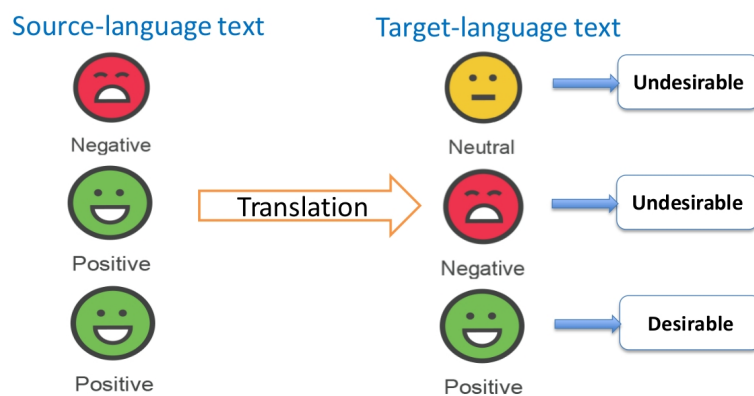 Source-language text
Target-language text
Negative
Neutral
Undesirable
Positive
Translation
Negative
Undesirable
Positive
Positive
Desirable